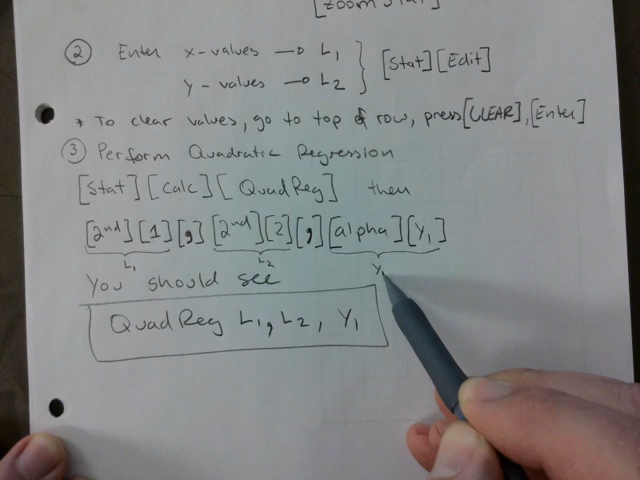 [Zoom Stat]
② Enter x-values → L₁ } [Stat][Edit]
y-values → L₂
* To clear values, go to top of row, press [CLEAR], [Enter]
③ Perform Quadratic Regression
[Stat][Calc][QuadReg] then
[2nd][1][,][2nd][2][,][alpha][Y₁]
L₁ L₂ Y₁
You should see
QuadReg L₁, L₂, Y₁